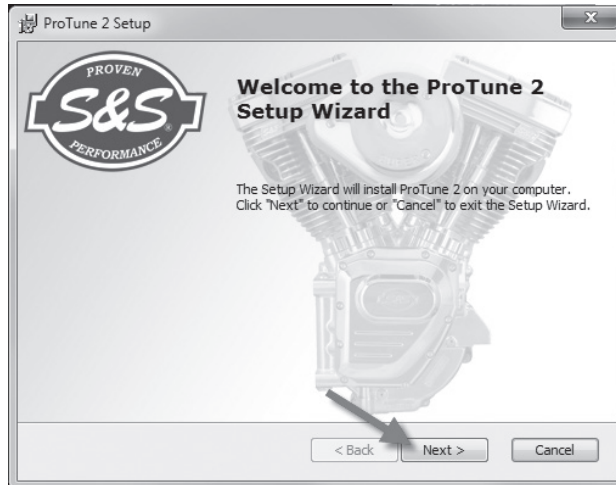 ProTune 2 Setup
x
PROVEN
S&S
®
PERFORMANCE
Welcome to the ProTune 2
Setup Wizard
The Setup Wizard will install ProTune 2 on your computer.
Click "Next" to continue or "Cancel" to exit the Setup Wizard.
< Back
Next >
Cancel